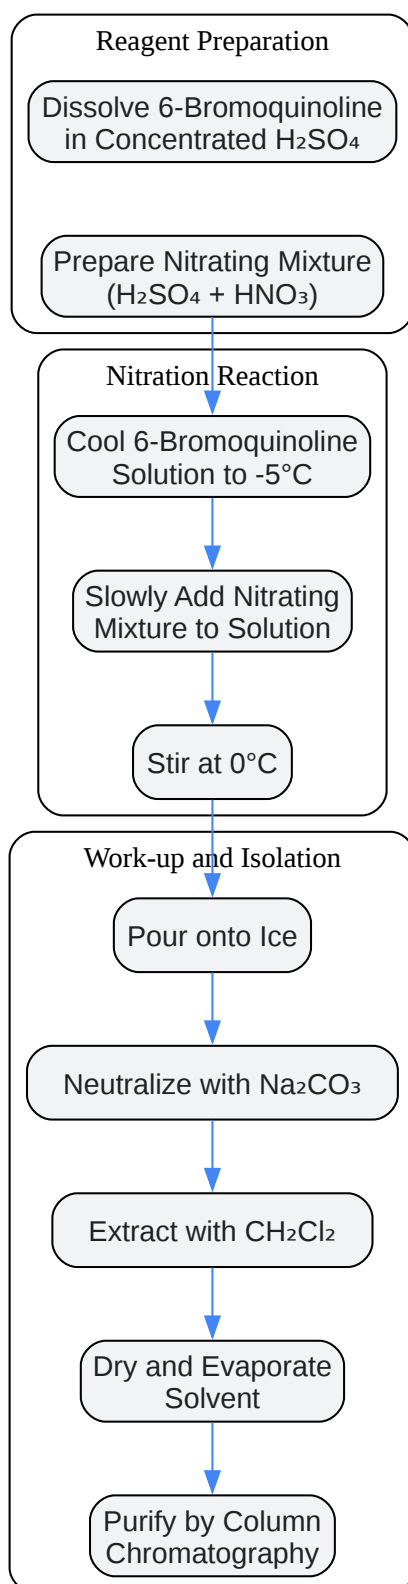 Reagent Preparation
Dissolve 6-Bromoquinoline
in Concentrated H₂SO₄
Prepare Nitrating Mixture
(H₂SO₄ + HNO₃)
Nitration Reaction
Cool 6-Bromoquinoline
Solution to -5°C
Slowly Add Nitrating
Mixture to Solution
Stir at 0°C
Work-up and Isolation
Pour onto Ice
Neutralize with Na₂CO₃
Extract with CH₂Cl₂
Dry and Evaporate
Solvent
Purify by Column
Chromatography